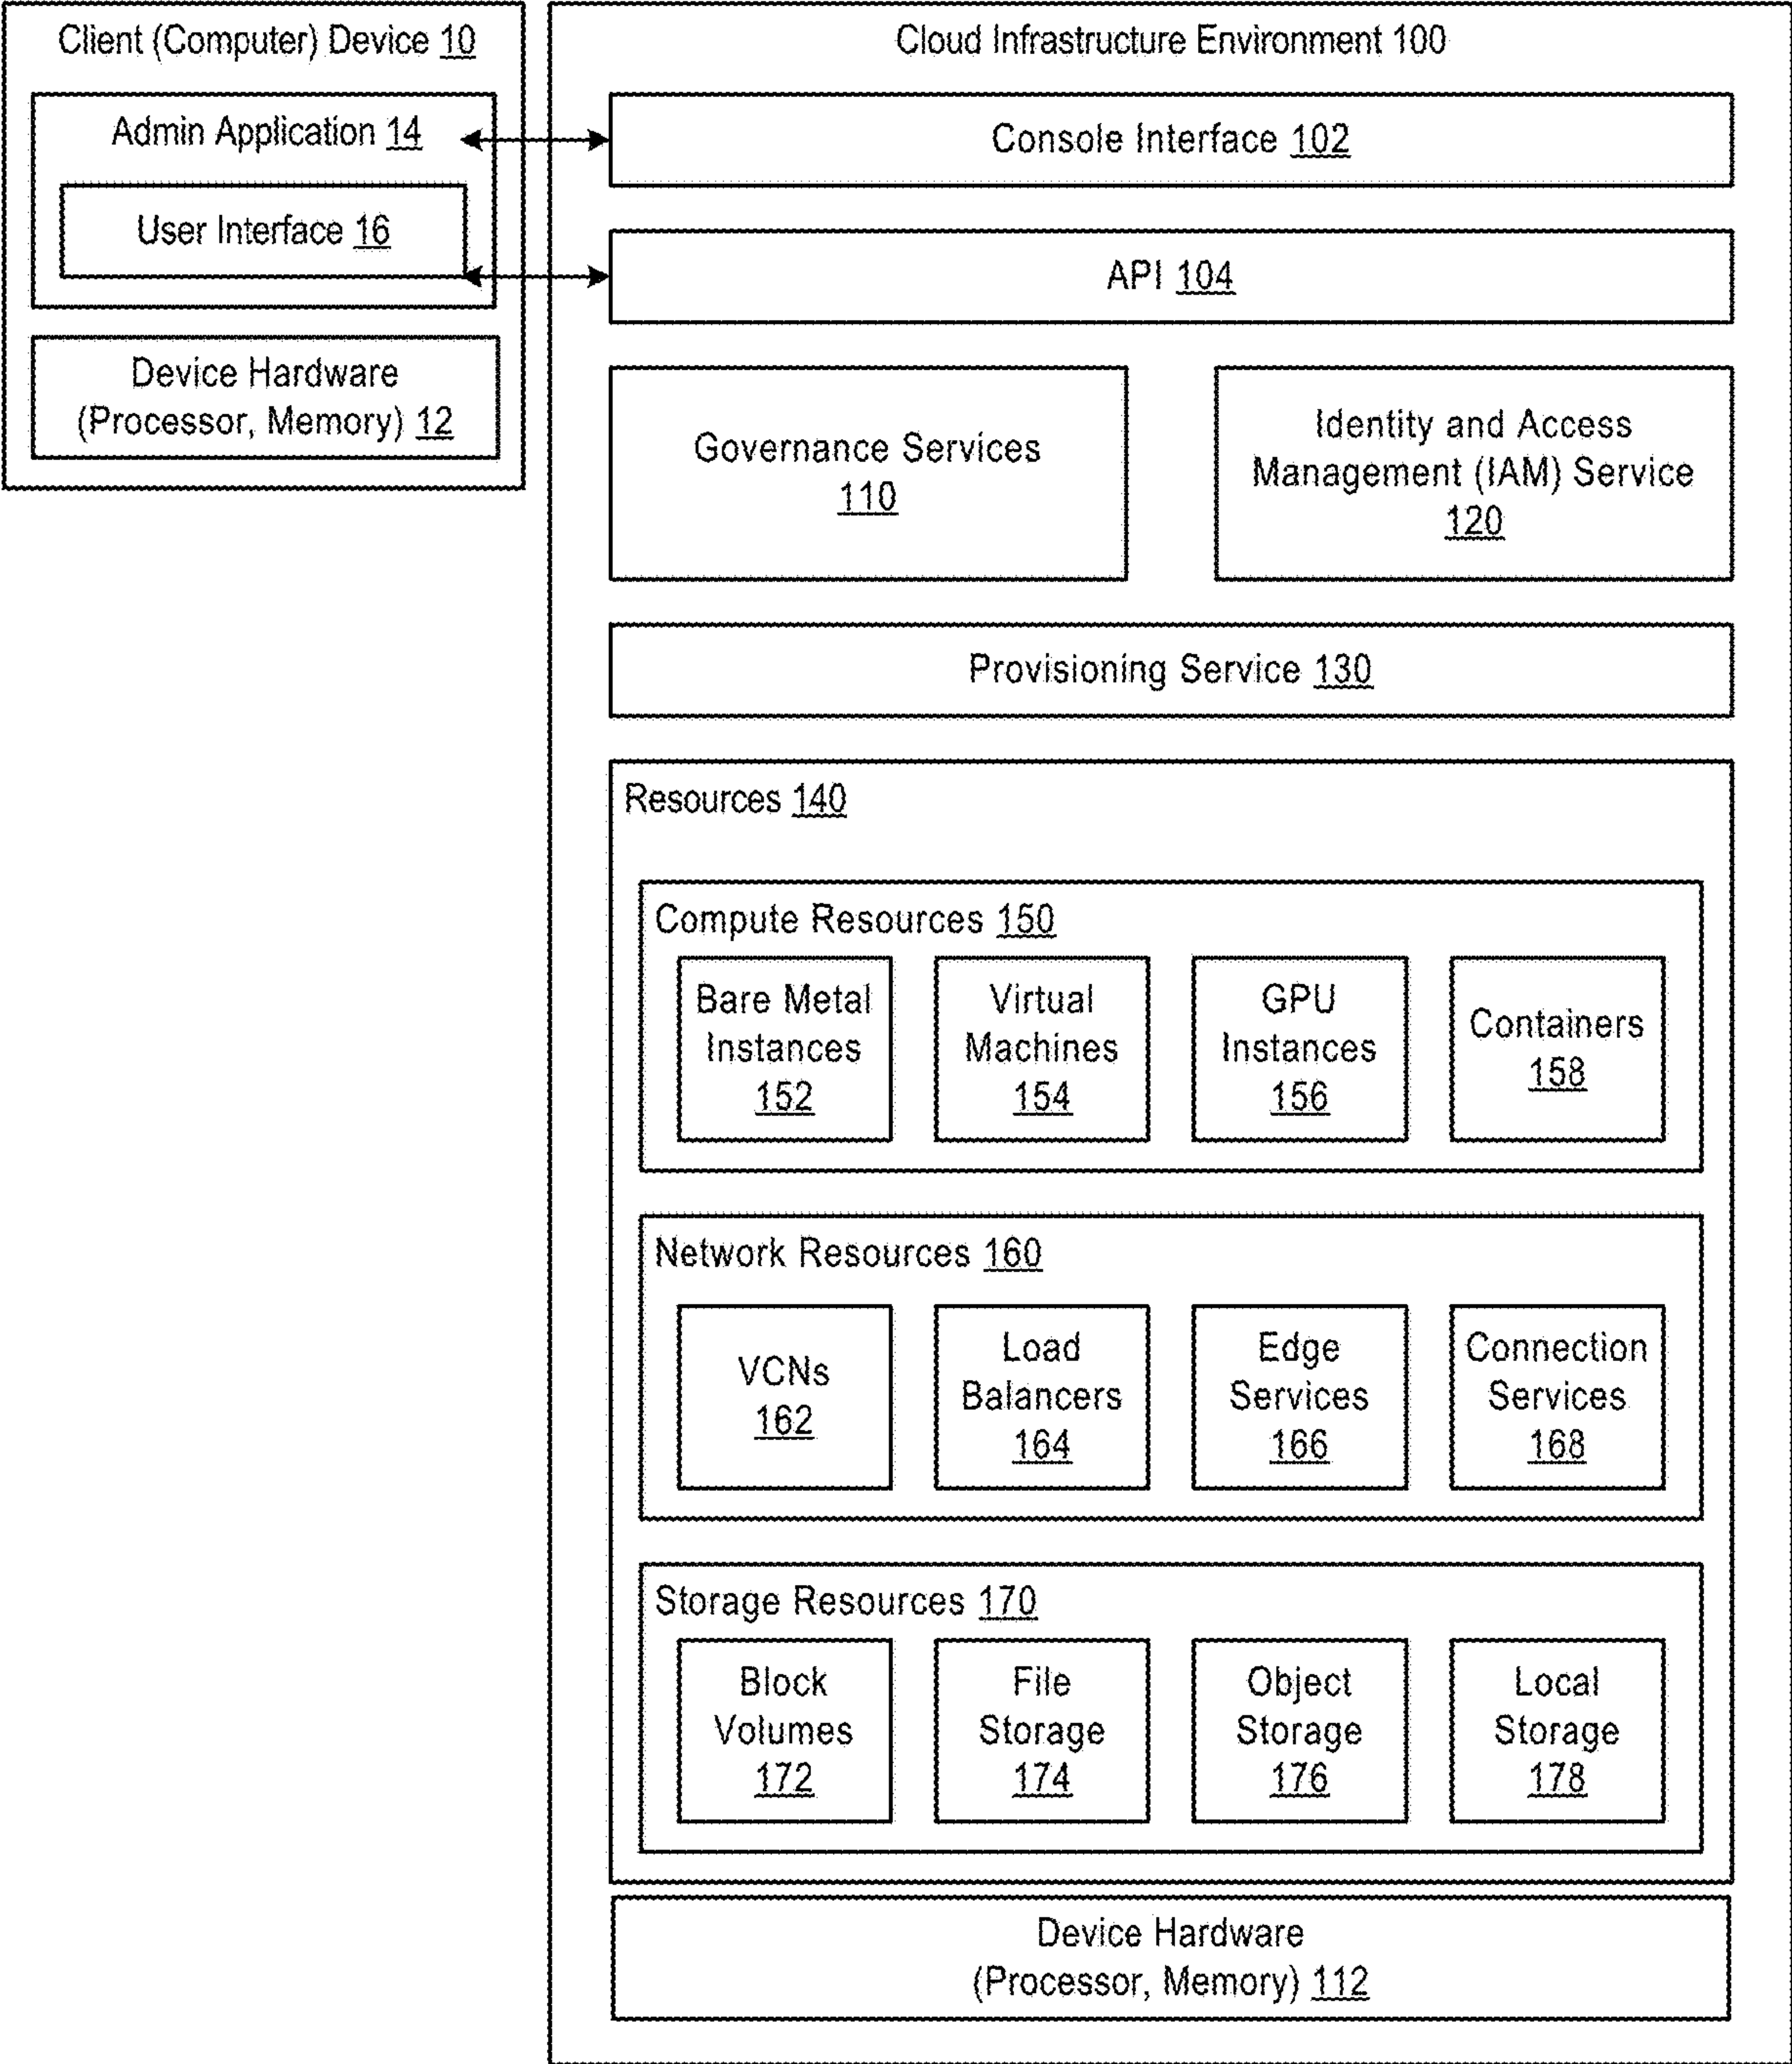 Client (Computer) Device 10
Admin Application 14
User Interface 16
Device Hardware
(Processor, Memory) 12
Cloud Infrastructure Environment 100
Console Interface 102
API 104
Governance Services
110
Identity and Access
Management (IAM) Service
120
Provisioning Service 130
Resources 140
Compute Resources 150
Bare Metal
Instances
152
Virtual
Machines
154
GPU
Instances
156
Containers
158
Network Resources 160
VCNs
162
Load
Balancers
164
Edge
Services
166
Connection
Services
168
Storage Resources 170
Block
Volumes
172
File
Storage
174
Object
Storage
176
Local
Storage
178
Device Hardware
(Processor, Memory) 112